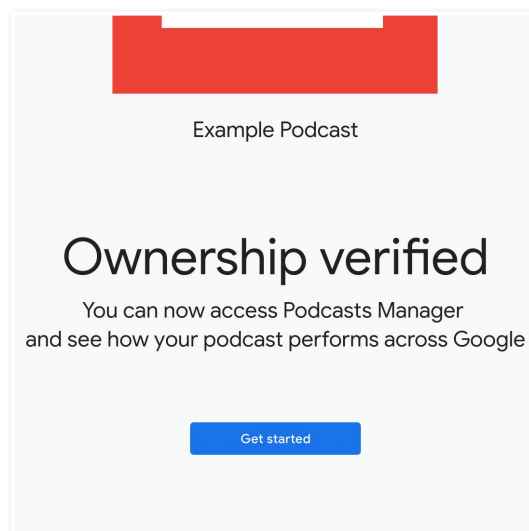 Example Podcast
Ownership verified
You can now access Podcasts Manager
and see how your podcast performs across Google
Get started